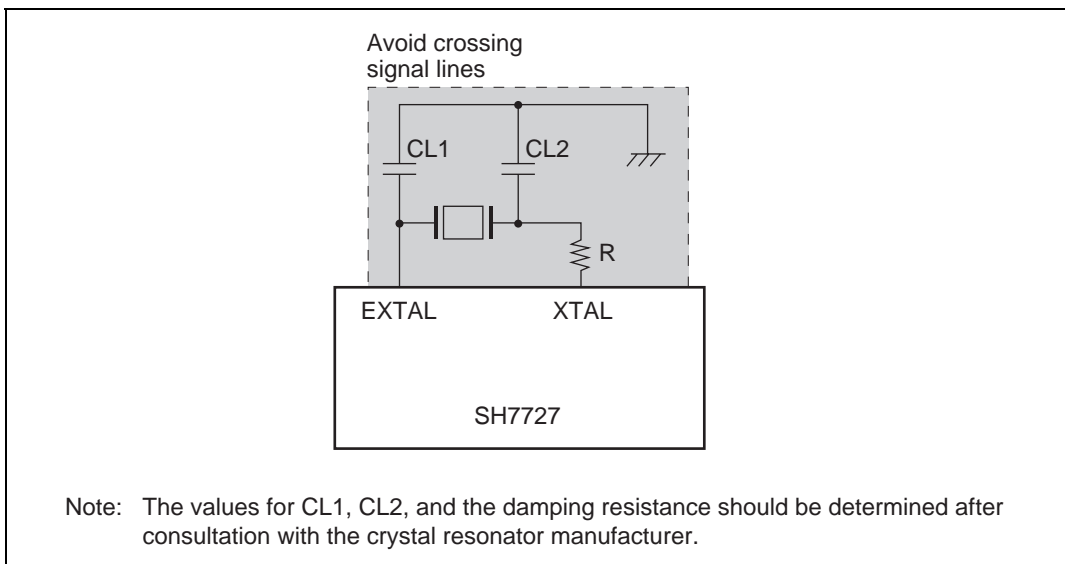 Avoid crossing
signal lines
CL1
CL2
R
EXTAL
XTAL
SH7727
Note: The values for CL1, CL2, and the damping resistance should be determined after
consultation with the crystal resonator manufacturer.